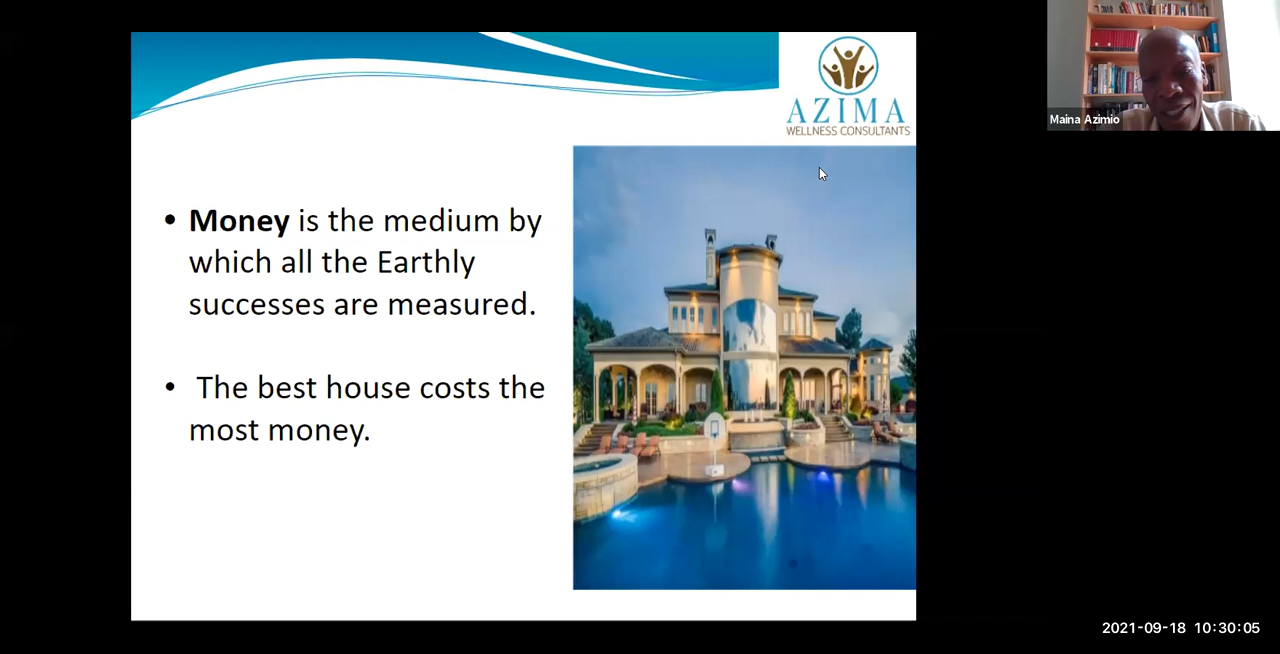 AZIMA
WELLNESS CONSULTANTS
Maina Azimio
• Money is the medium by
which all the Earthly
successes are measured.
• The best house costs the
most money.
2021-09-18 10:30:05